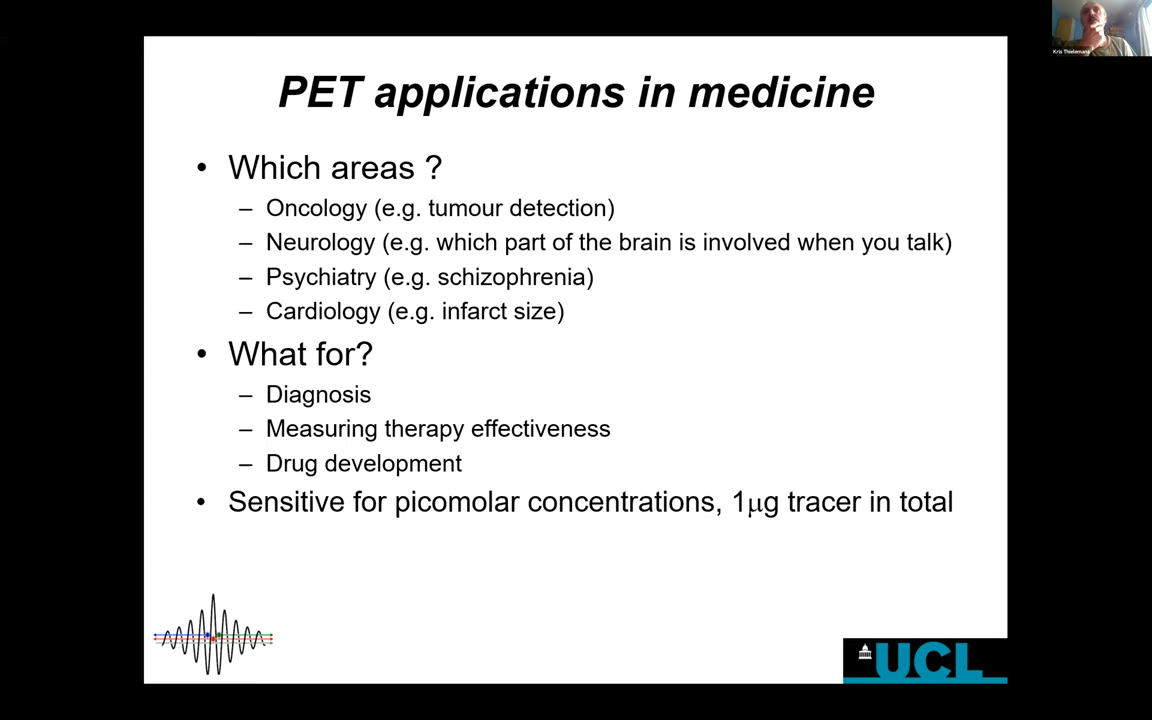 PET applications in medicine
• Which areas ?
– Oncology (e.g. tumour detection)
– Neurology (e.g. which part of the brain is involved when you talk)
– Psychiatry (e.g. schizophrenia)
– Cardiology (e.g. infarct size)
• What for?
– Diagnosis
– Measuring therapy effectiveness
– Drug development
• Sensitive for picomolar concentrations, 1μg tracer in total
UCL
Kris Thielemans